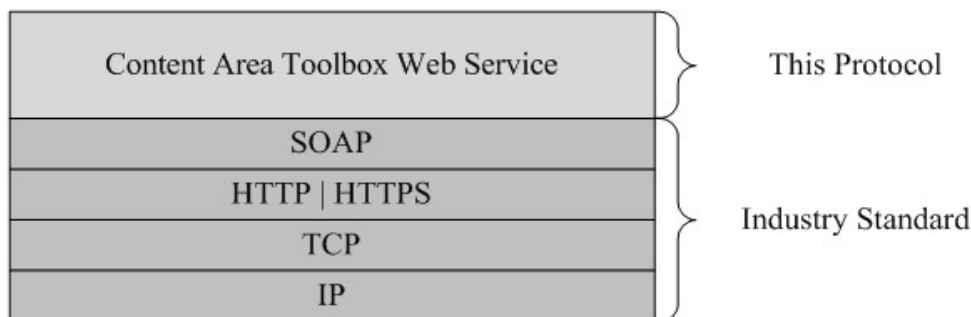 Content Area Toolbox Web Service
This Protocol
SOAP
HTTP | HTTPS
TCP
IP
Industry Standard